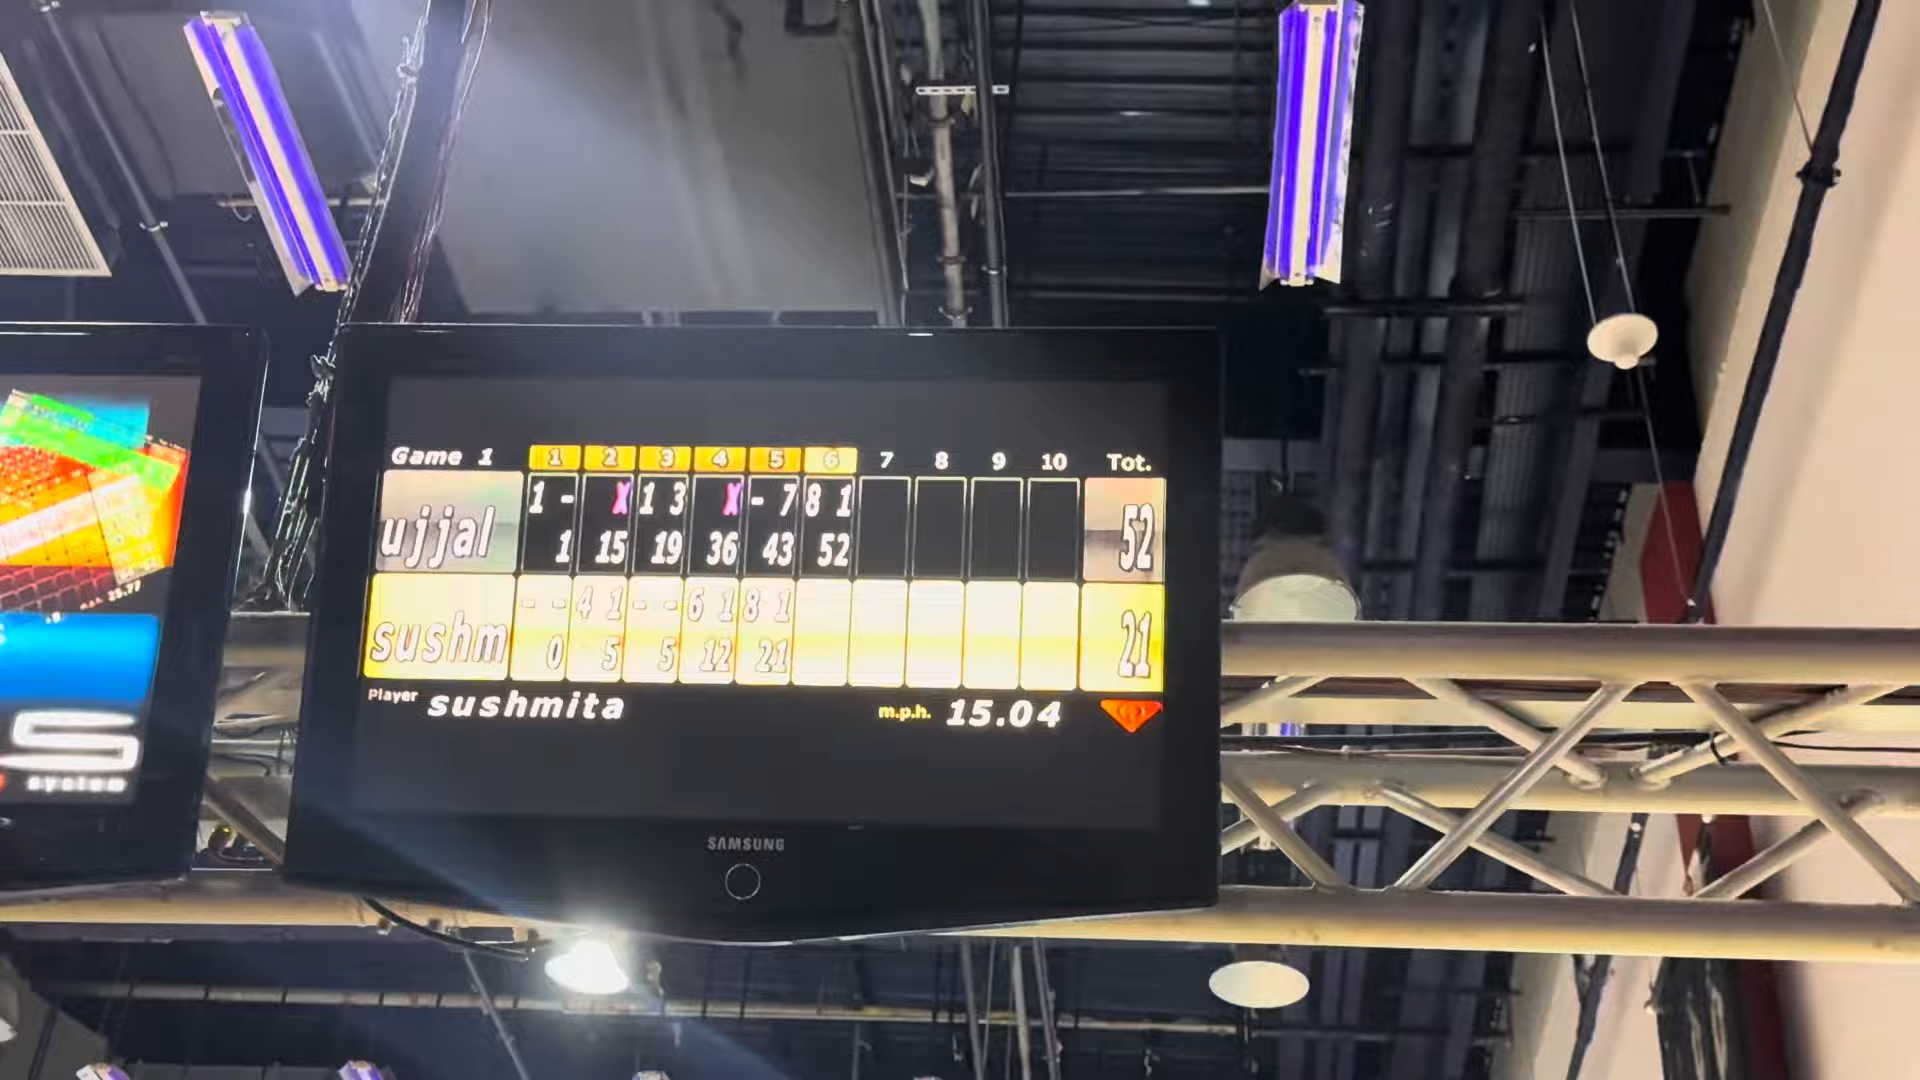 Game 1 1 2 3 4 5 6 7 8 9 10 Tot.
ujjal 1 - X 1 3 X - 7 8 1 52
1 15 19 36 43 52
sushm - - 4 1 - - 6 1 8 1 21
0 5 5 12 21
Player sushmita m.p.h. 15.04
SAMSUNG
S
system